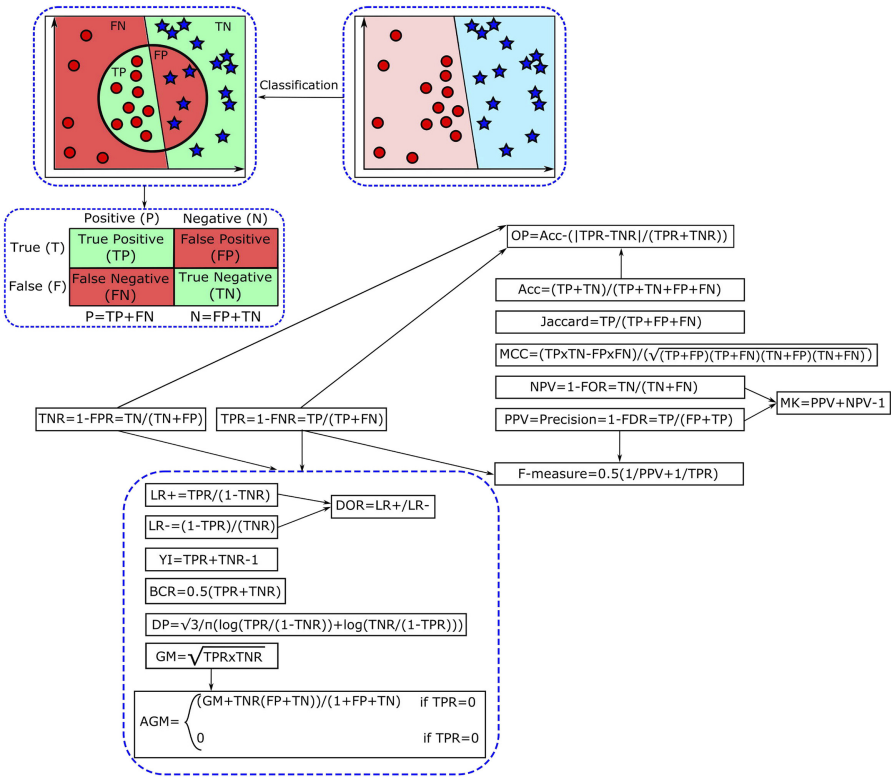 FN
TN
FP
TP
Classification
Positive (P)
Negative (N)
True (T)
True Positive
(TP)
False Positive
(FP)
False (F)
False Negative
(FN)
True Negative
(TN)
P=TP+FN
N=FP+TN
OP=Acc-(|TPR-TNR|/(TPR+TNR))
Acc=(TP+TN)/(TP+TN+FP+FN)
Jaccard=TP/(TP+FP+FN)
MCC=(TPxTN-FPxFN)/(√(TP+FP)(TP+FN)(TN+FP)(TN+FN))
NPV=1-FOR=TN/(TN+FN)
MK=PPV+NPV-1
PPV=Precision=1-FDR=TP/(FP+TP)
TNR=1-FPR=TN/(TN+FP)
TPR=1-FNR=TP/(TP+FN)
F-measure=0.5(1/PPV+1/TPR)
LR+=TPR/(1-TNR)
DOR=LR+/LR-
LR-=(1-TPR)/(TNR)
YI=TPR+TNR-1
BCR=0.5(TPR+TNR)
DP=√3/π(log(TPR/(1-TNR))+log(TNR/(1-TPR)))
GM=√TPRxTNR
AGM=
(GM+TNR(FP+TN))/(1+FP+TN) if TPR=0
0 if TPR=0